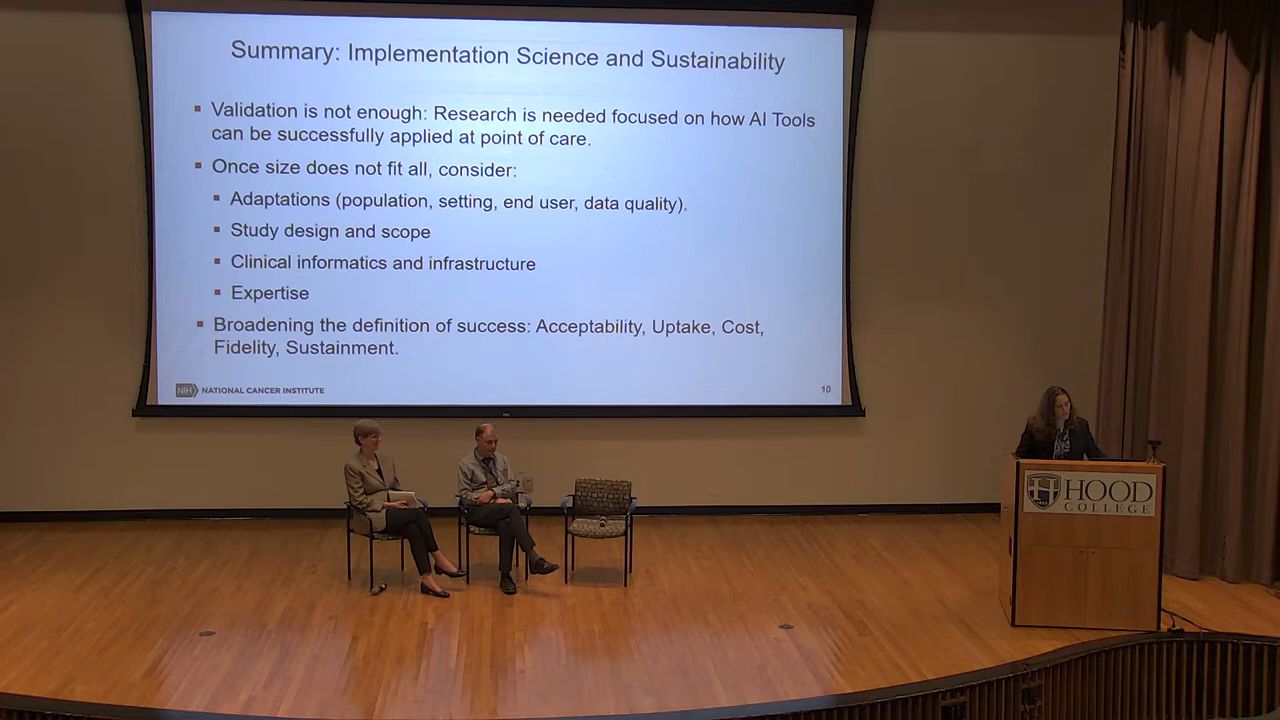 Summary: Implementation Science and Sustainability
▪ Validation is not enough: Research is needed focused on how AI Tools
can be successfully applied at point of care.
▪ Once size does not fit all, consider:
▪ Adaptations (population, setting, end user, data quality).
▪ Study design and scope
▪ Clinical informatics and infrastructure
▪ Expertise
▪ Broadening the definition of success: Acceptability, Uptake, Cost,
Fidelity, Sustainment.
NIH NATIONAL CANCER INSTITUTE
10
HOOD
COLLEGE